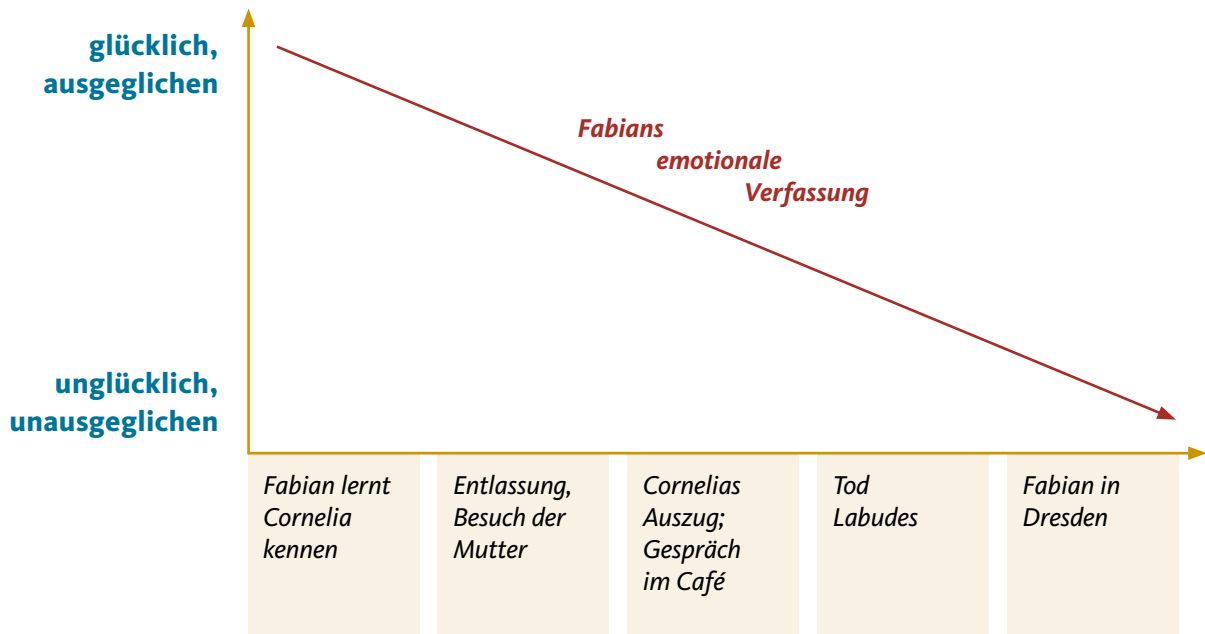 glücklich,
ausgeglichen
Fabians
emotionale
Verfassung
unglücklich,
unausgeglichen
Fabian lernt
Cornelia
kennen
Entlassung,
Besuch der
Mutter
Cornelias
Auszug;
Gespräch
im Café
Tod
Labudes
Fabian in
Dresden